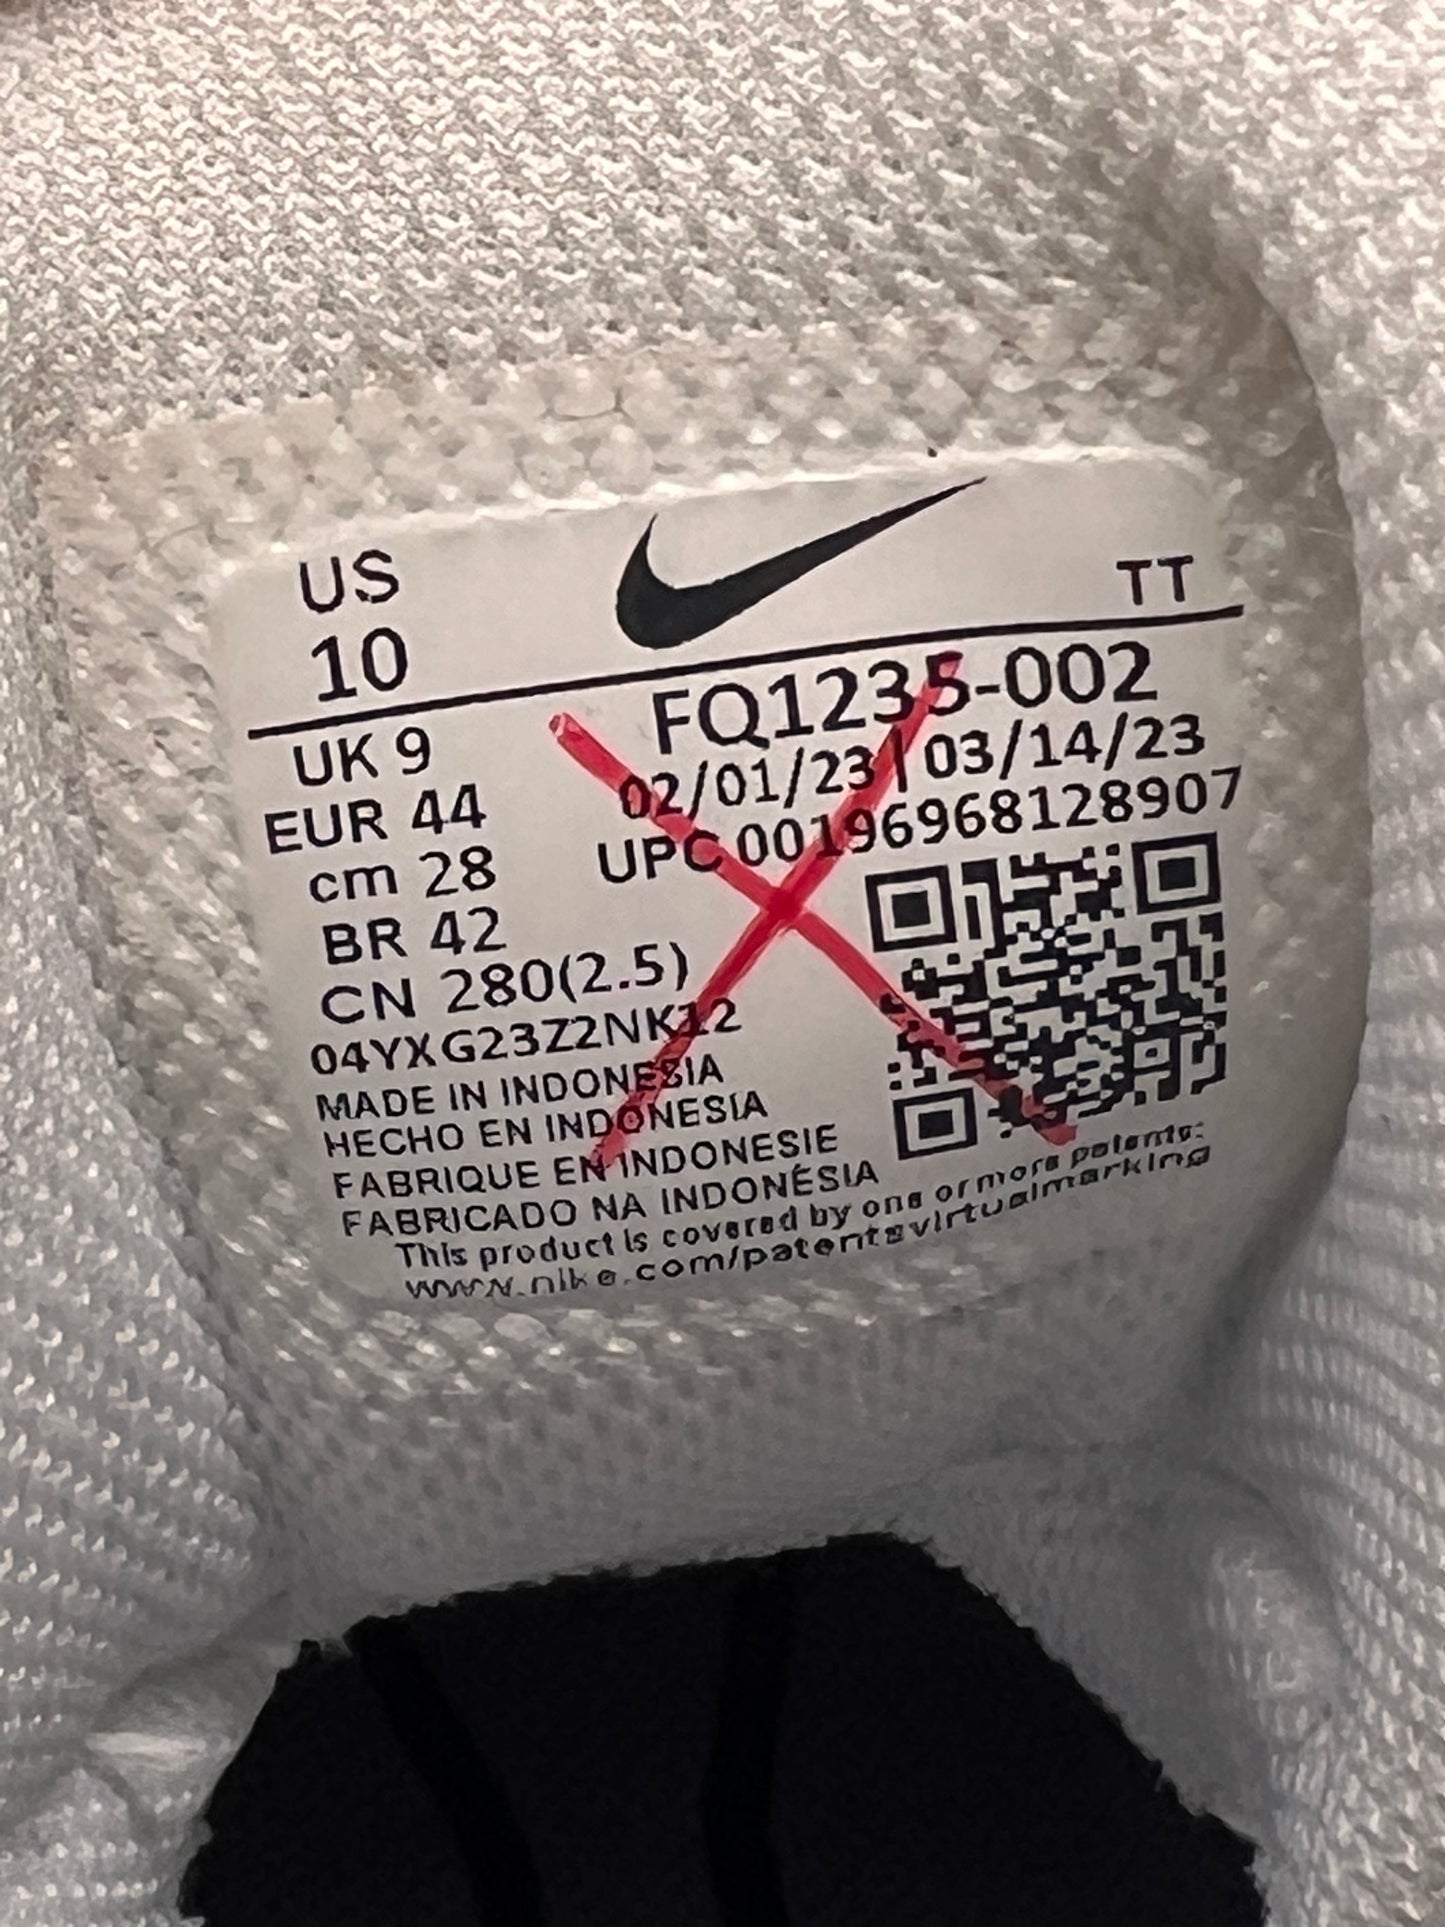 US
10
TT
UK 9
EUR 44
cm 28
BR 42
CN 280(2.5)
04YXG23Z2NK12
FQ1235-002
02/01/23 | 03/14/23
UPC 00196968128907
MADE IN INDONESIA
HECHO EN INDONESIA
FABRIQUE EN INDONESIE
FABRICADO NA INDONÉSIA
This product is covered by one or more patents:
www.nike.com/patentsvirtualmarking